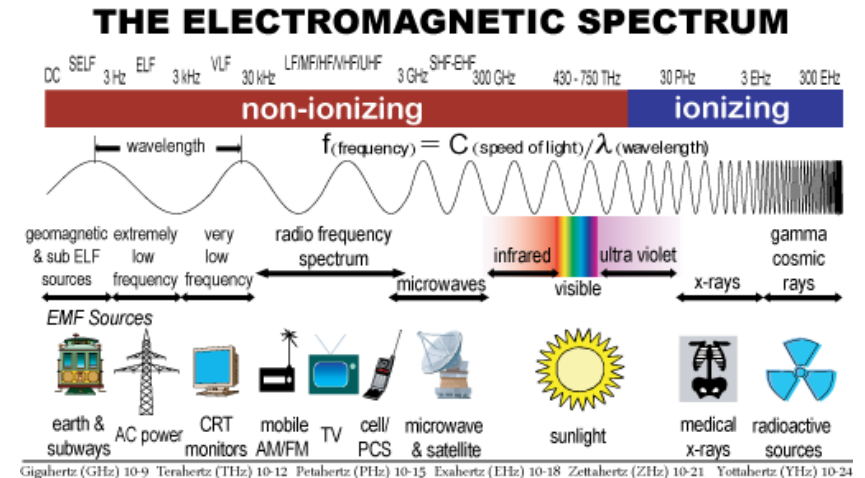 THE ELECTROMAGNETIC SPECTRUM
DC SELF 3 Hz ELF 3 kHz VLF 30 kHz LF/MF/HF/VHF/UHF 3 GHz SHF-EHF 300 GHz 430 - 750 THz 30 PHz 3 EHz 300 EHz
non-ionizing ionizing
wavelength f(frequency) = C (speed of light) / λ (wavelength)
geomagnetic & sub ELF sources
extremely low frequency
very low frequency
radio frequency spectrum
microwaves
infrared
visible
ultra violet
x-rays
gamma cosmic rays
EMF Sources
earth & subways
AC power
CRT monitors
mobile AM/FM
TV
cell/ PCS
microwave & satellite
sunlight
medical x-rays
radioactive sources
Gigahertz (GHz) 10-9 Terahertz (THz) 10-12 Petahertz (PHz) 10-15 Exahertz (EHz) 10-18 Zettahertz (ZHz) 10-21 Yottahertz (YHz) 10-24